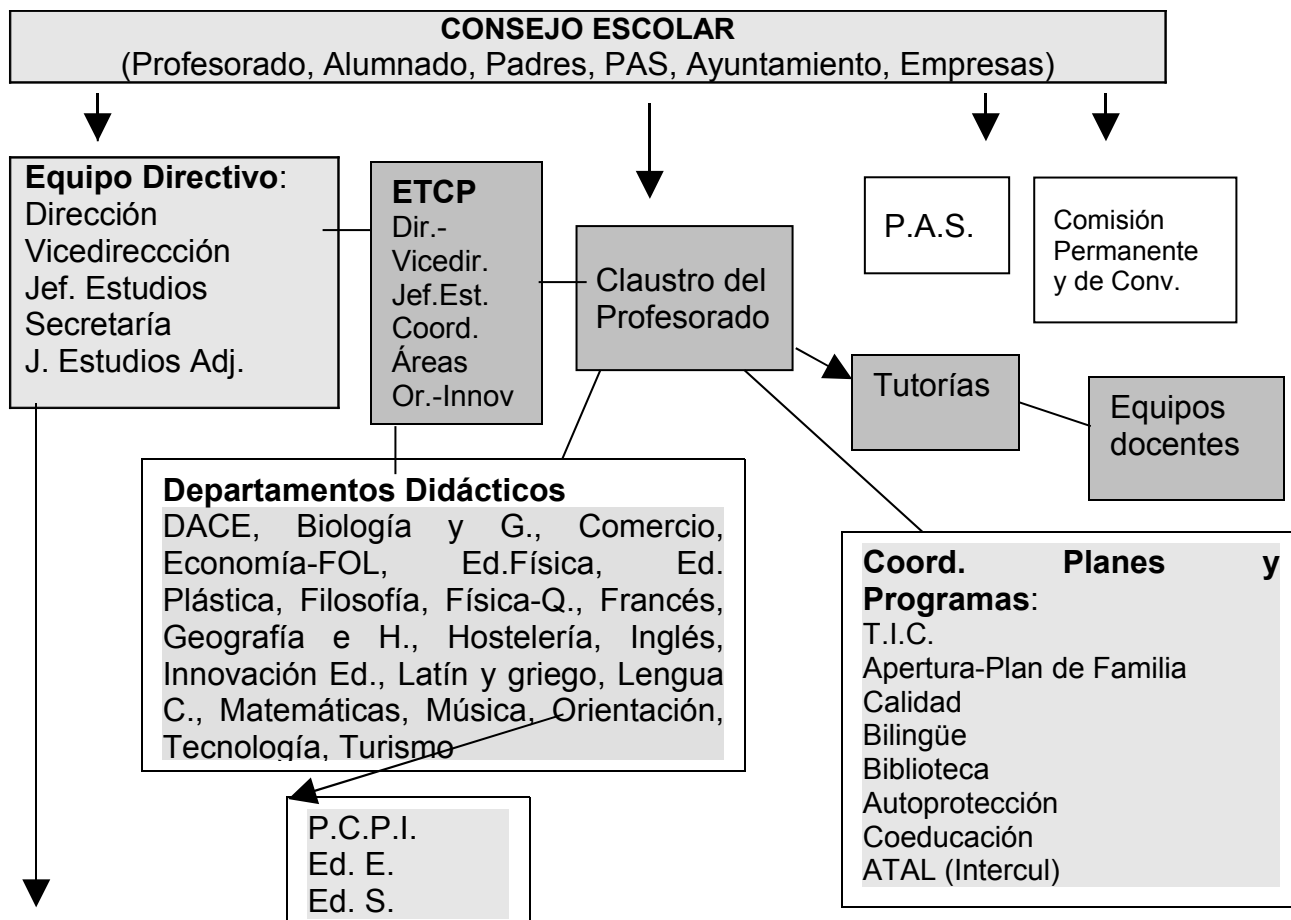 CONSEJO ESCOLAR
(Profesorado, Alumnado, Padres, PAS, Ayuntamiento, Empresas)
Equipo Directivo:
Dirección
Vicedireccción
Jef. Estudios
Secretaría
J. Estudios Adj.
ETCP
Dir.-
Vicedir.
Jef.Est.
Coord.
Áreas
Or.-Innov
Claustro del
Profesorado
P.A.S.
Comisión
Permanente
y de Conv.
Tutorías
Equipos
docentes
Departamentos Didácticos
DACE, Biología y G., Comercio,
Economía-FOL, Ed.Física, Ed.
Plástica, Filosofía, Física-Q., Francés,
Geografía e H., Hostelería, Inglés,
Innovación Ed., Latín y griego, Lengua
C., Matemáticas, Música, Orientación,
Tecnología, Turismo
Coord. Planes y
Programas:
T.I.C.
Apertura-Plan de Familia
Calidad
Bilingüe
Biblioteca
Autoprotección
Coeducación
ATAL (Intercul)
P.C.P.I.
Ed. E.
Ed. S.